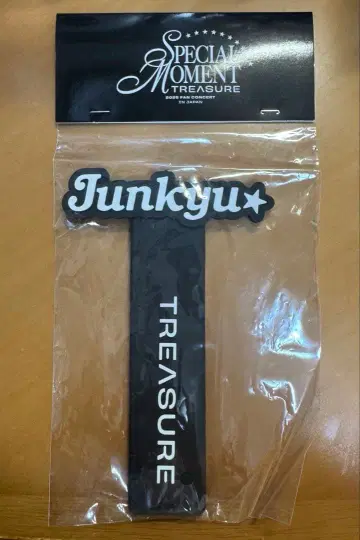 SPECIAL
MOMENT
TREASURE
2025 FAN CONCERT
IN JAPAN
Junkyu
TREASURE